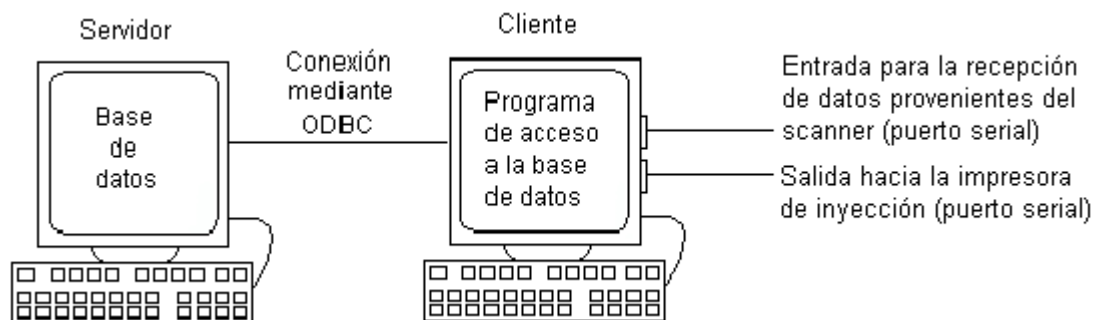 Servidor
Base
de
datos
Conexión
mediante
ODBC
Cliente
Programa
de acceso
a la base
de datos
Entrada para la recepción
de datos provenientes del
scanner (puerto serial)
Salida hacia la impresora
de inyección (puerto serial)